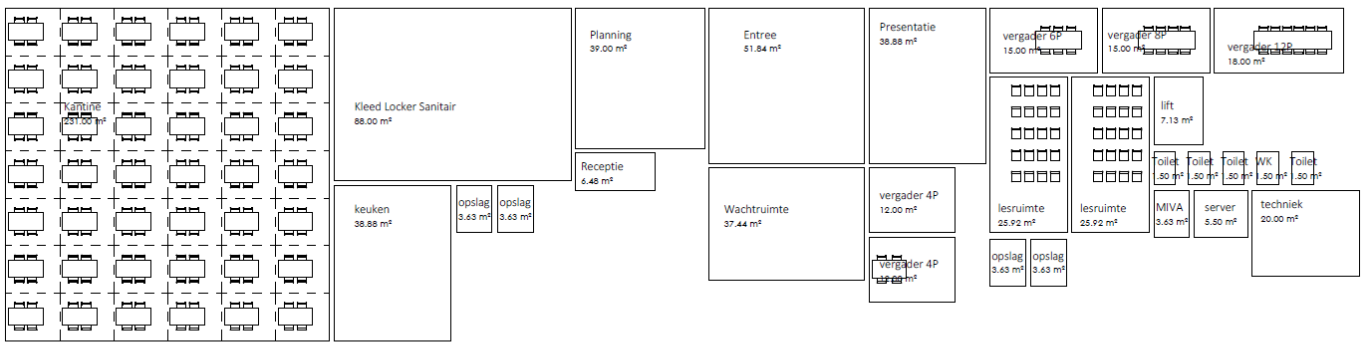 Kantine
231.00 m²
Kleed Locker Sanitair
88.00 m²
keuken
38.88 m²
opslag
3.63 m²
opslag
3.63 m²
Planning
39.00 m²
Receptie
6.48 m²
Entree
51.84 m²
Wachtruimte
37.44 m²
Presentatie
38.88 m²
vergader 4P
12.00 m²
vergader 4P
12.00 m²
vergader 6P
15.00 m²
vergader 8P
15.00 m²
vergader 12P
18.00 m²
lesruimte
25.92 m²
lesruimte
25.92 m²
opslag
3.63 m²
opslag
3.63 m²
lift
7.13 m²
Toilet
1.50 m²
Toilet
1.50 m²
Toilet
1.50 m²
WK
1.50 m²
Toilet
1.50 m²
MIVA
3.63 m²
server
5.50 m²
techniek
20.00 m²